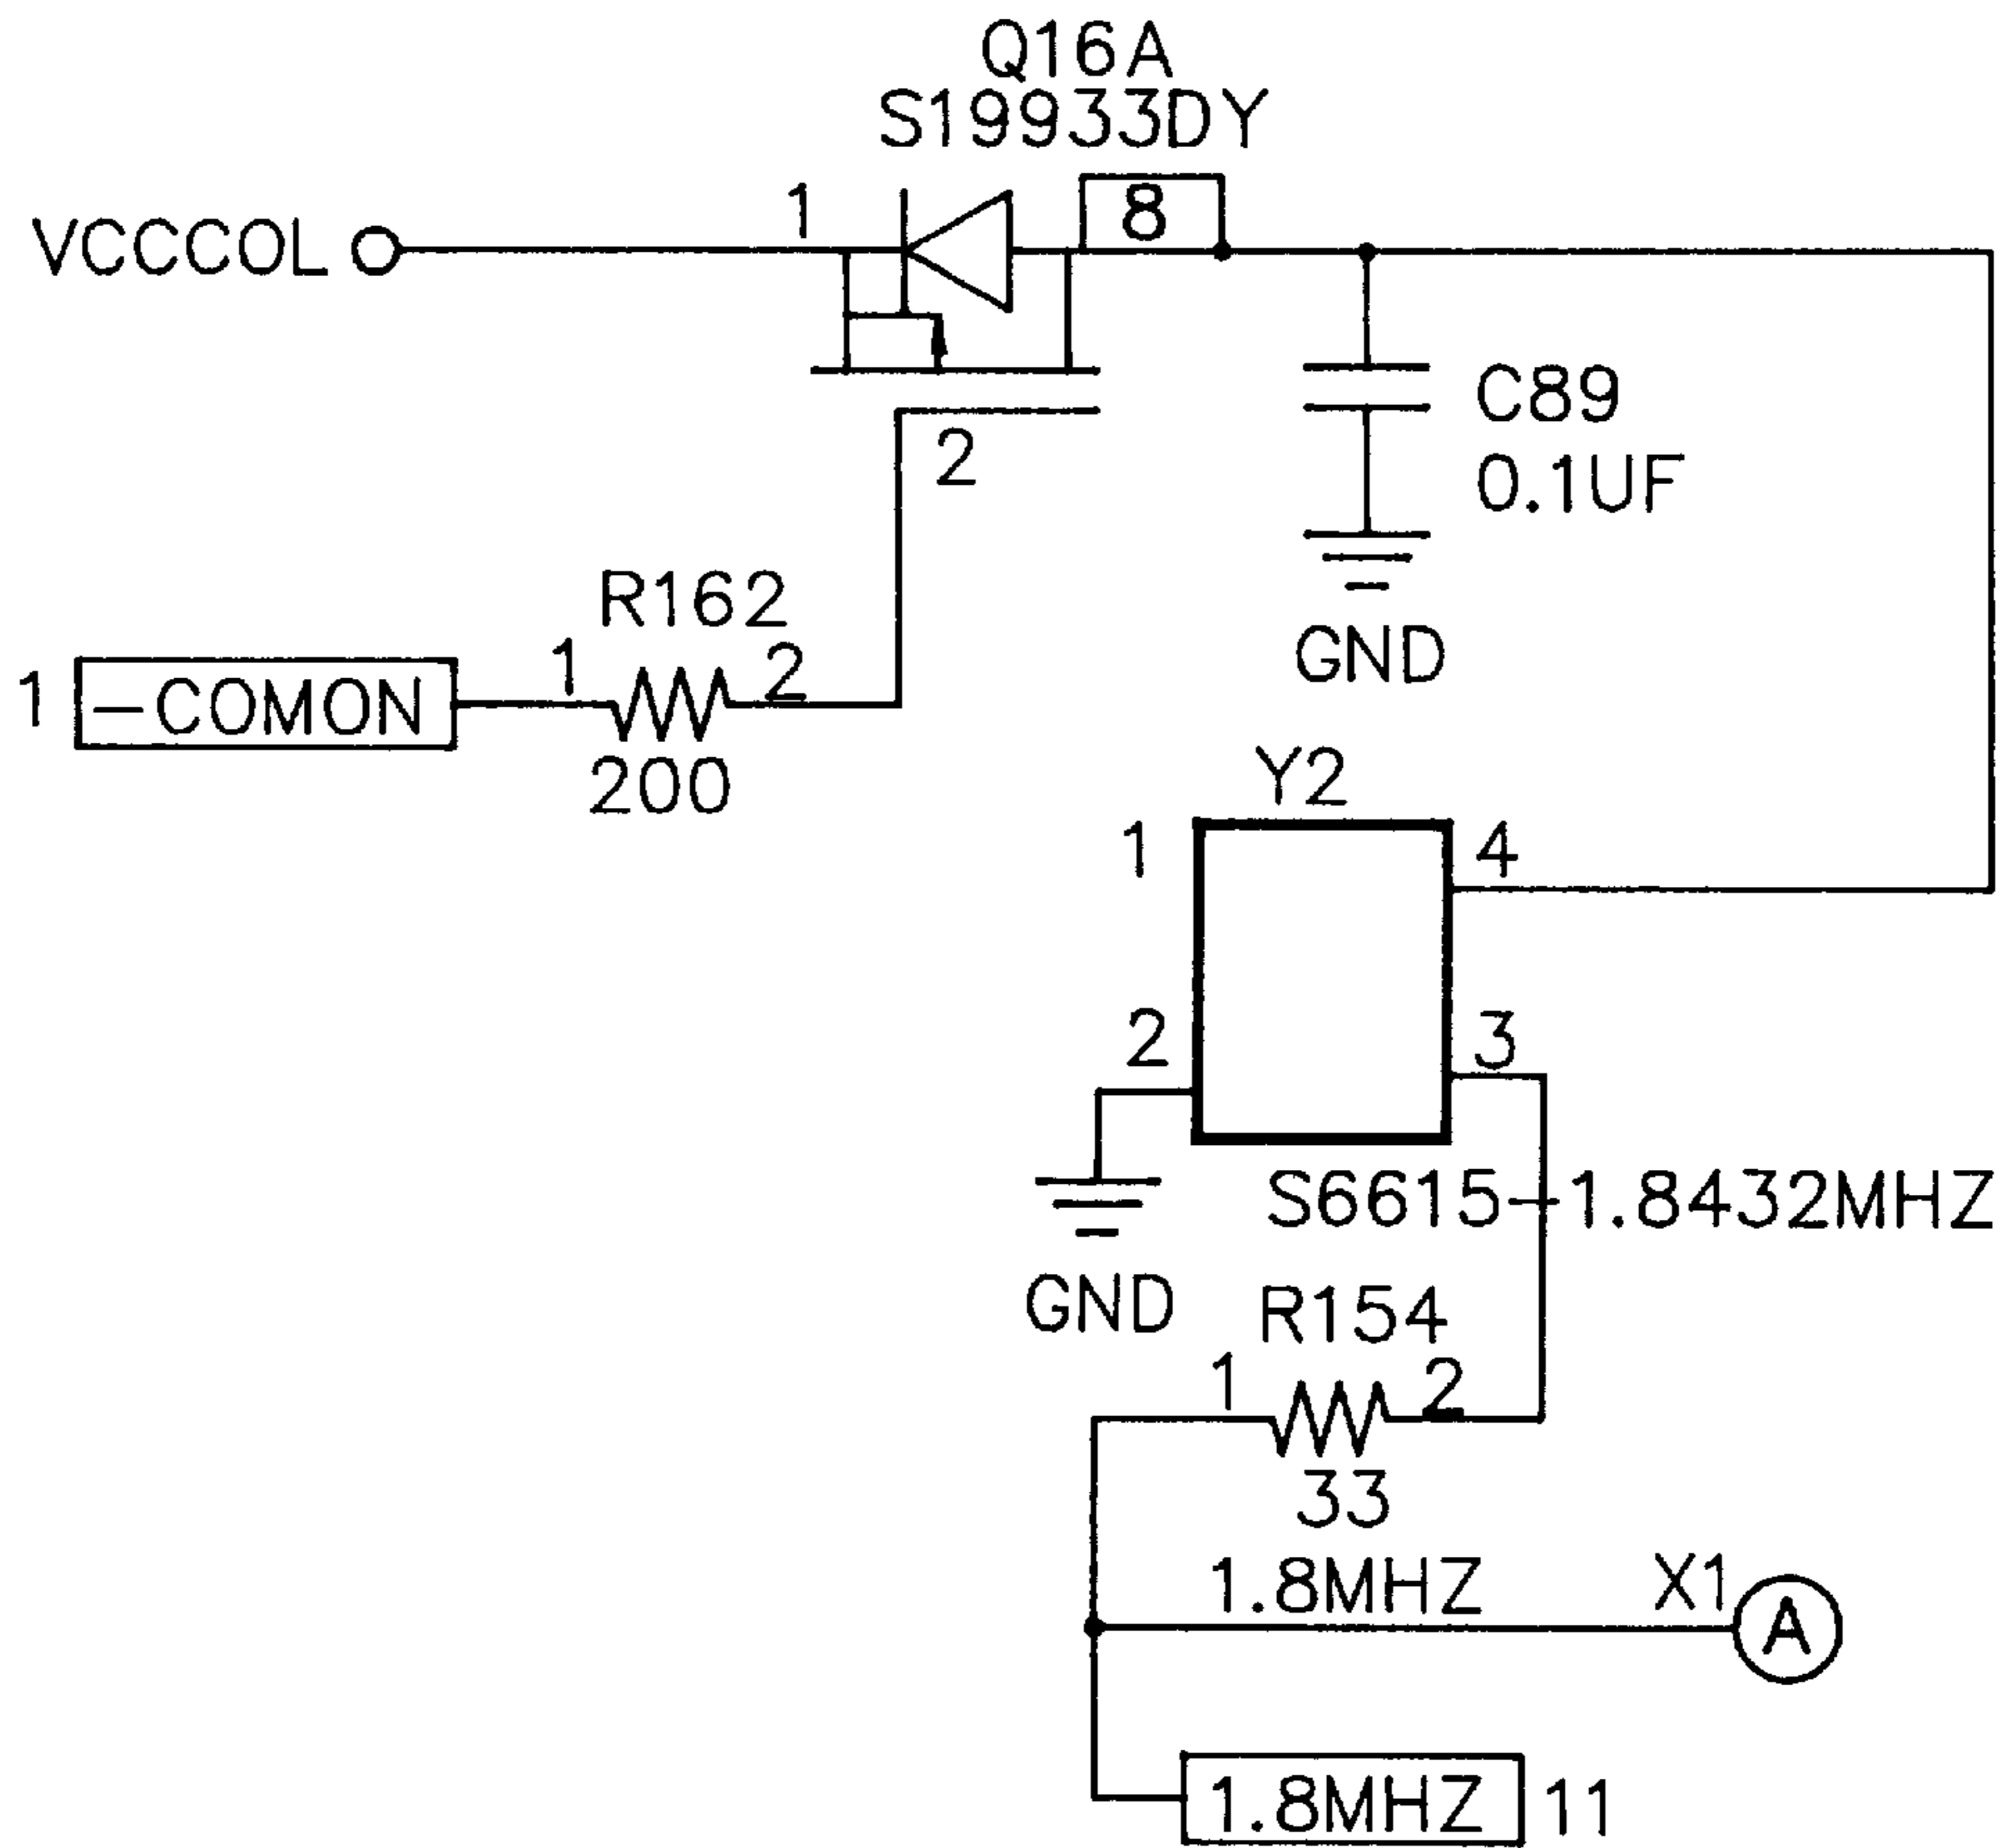 Q16A
S19933DY
1
8
VCCCOL
2
C89
0.1UF
GND
R162
1
2
1 -COMON
200
Y2
1
4
2
3
S6615-1.8432MHZ
GND
R154
1
2
33
1.8MHZ
X1
A
1.8MHZ 11